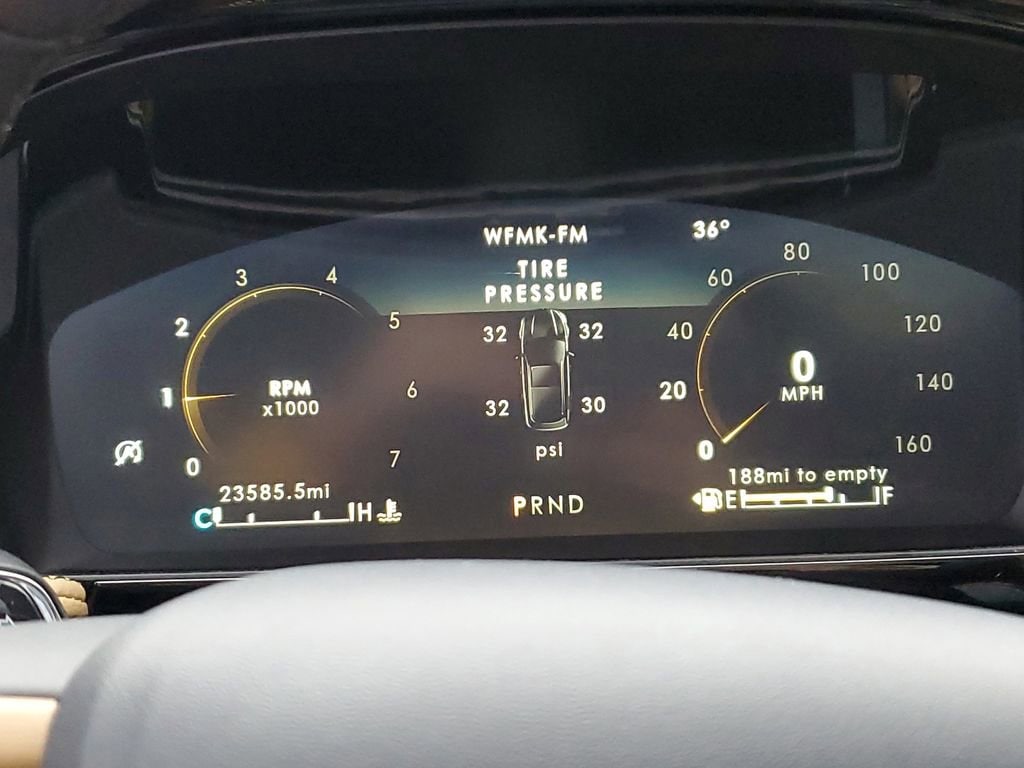 WFMK-FM 36°
TIRE
PRESSURE
32 32
32 30
psi
0 1 2 3 4 5 6 7
RPM
x1000
0 20 40 60 80 100 120 140 160
0
MPH
23585.5mi
C H
PRND
188mi to empty
E F